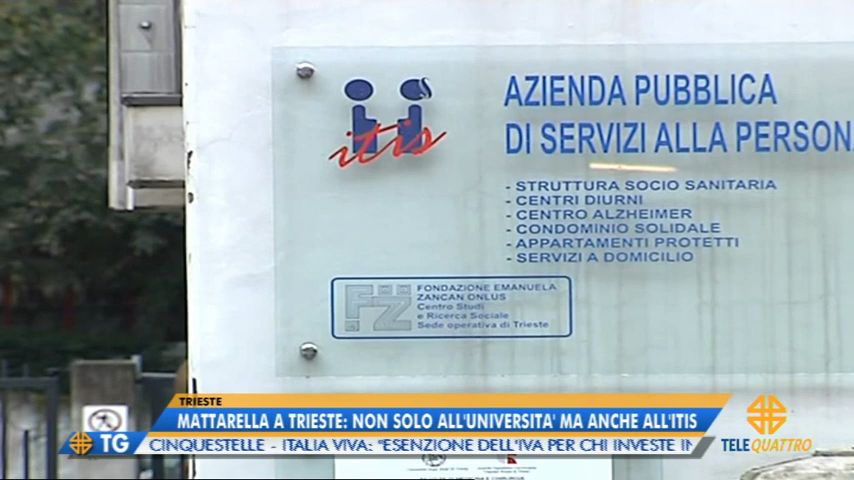 AZIENDA PUBBLICA
DI SERVIZI ALLA PERSONA
itis
- STRUTTURA SOCIO SANITARIA
- CENTRI DIURNI
- CENTRO ALZHEIMER
- CONDOMINIO SOLIDALE
- APPARTAMENTI PROTETTI
- SERVIZI A DOMICILIO
FZ
FONDAZIONE EMANUELA
ZANCAN ONLUS
Centro Studi
e Ricerca Sociale
Sede operativa di Trieste
TRIESTE
MATTARELLA A TRIESTE: NON SOLO ALL'UNIVERSITA' MA ANCHE ALL'ITIS
TG
CINQUESTELLE - ITALIA VIVA: "ESENZIONE DELL'IVA PER CHI INVESTE IN
TELEQUATTRO